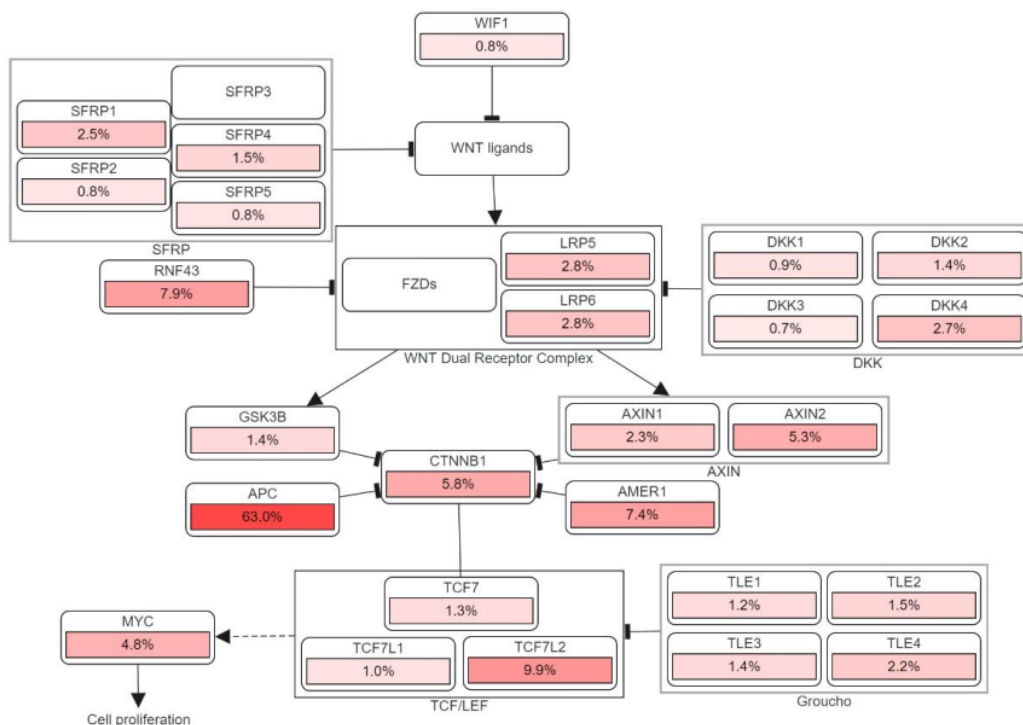 WIF1
0.8%
SFRP3
SFRP1
2.5%
SFRP4
1.5%
SFRP2
0.8%
SFRP5
0.8%
SFRP
WNT ligands
RNF43
7.9%
FZDs
LRP5
2.8%
LRP6
2.8%
WNT Dual Receptor Complex
DKK1
0.9%
DKK2
1.4%
DKK3
0.7%
DKK4
2.7%
DKK
GSK3B
1.4%
AXIN1
2.3%
AXIN2
5.3%
AXIN
CTNNB1
5.8%
APC
63.0%
AMER1
7.4%
TCF7
1.3%
TCF7L1
1.0%
TCF7L2
9.9%
TCF/LEF
TLE1
1.2%
TLE2
1.5%
TLE3
1.4%
TLE4
2.2%
Groucho
MYC
4.8%
Cell proliferation